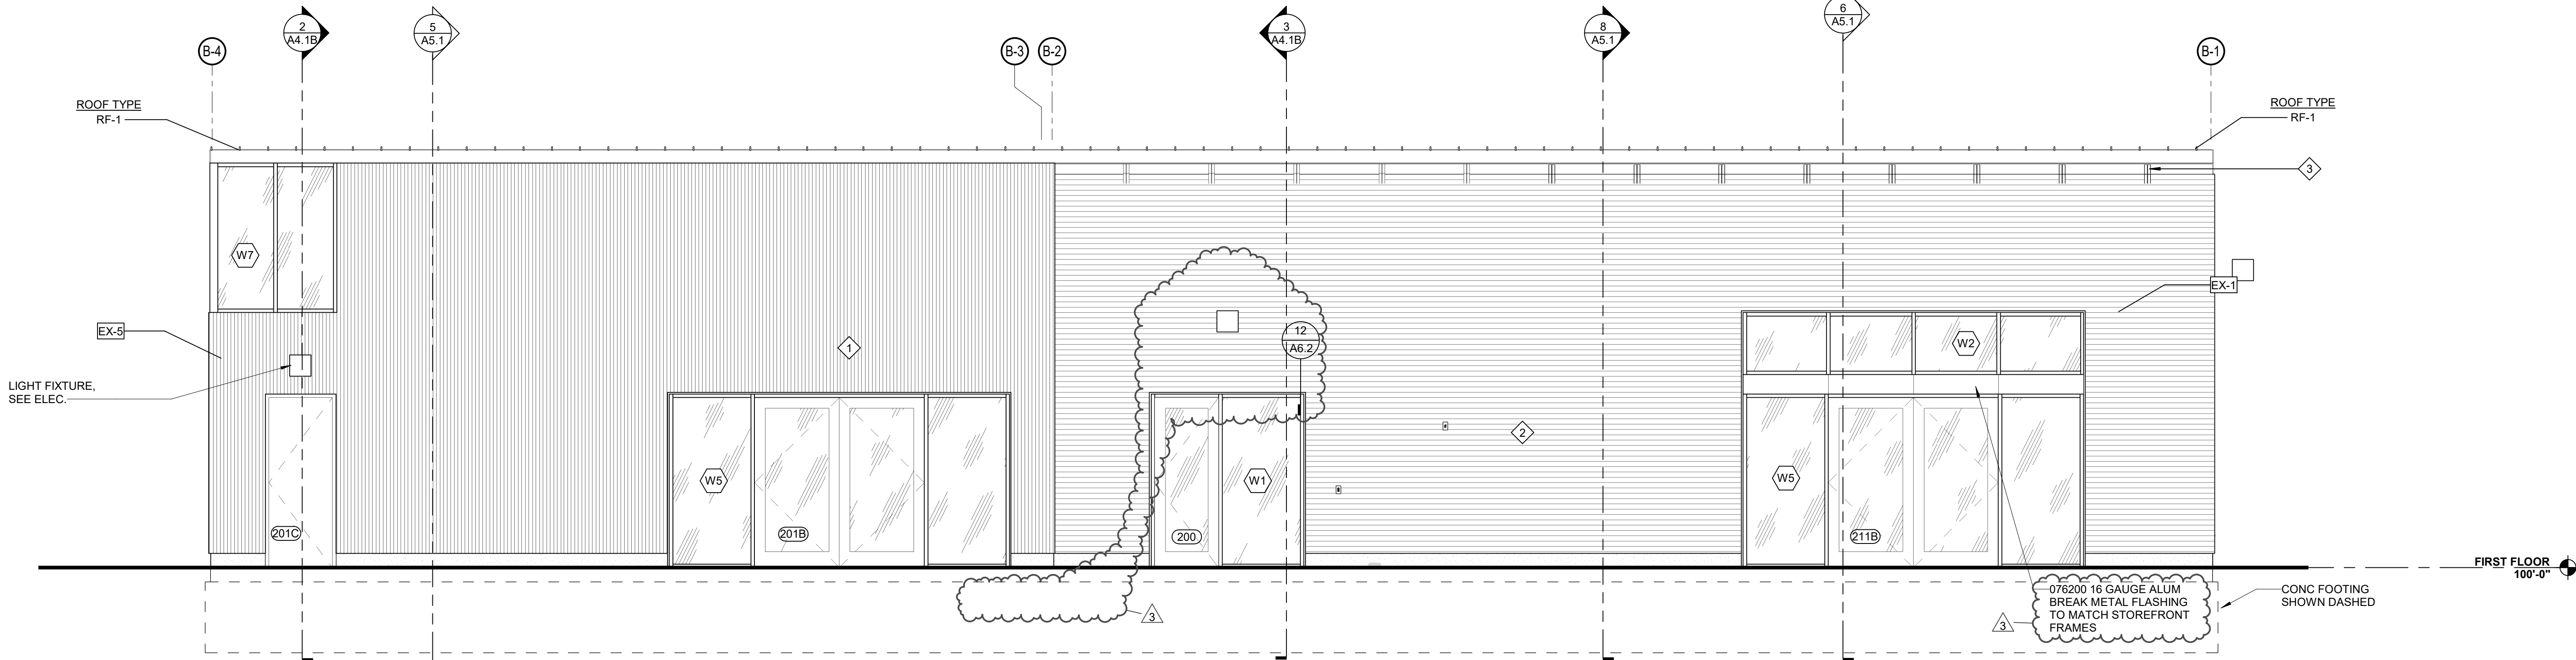 2
A4.1B
5
A5.1
3
A4.1B
8
A5.1
6
A5.1
B-4
B-3
B-2
B-1
ROOF TYPE
RF-1
ROOF TYPE
RF-1
3
W7
EX-1
EX-5
1
12
A6.2
W2
LIGHT FIXTURE,
SEE ELEC.
2
W5
W1
W5
201C
201B
200
211B
FIRST FLOOR
100'-0"
076200 16 GAUGE ALUM
BREAK METAL FLASHING
TO MATCH STOREFRONT
FRAMES
CONC FOOTING
SHOWN DASHED
3
3